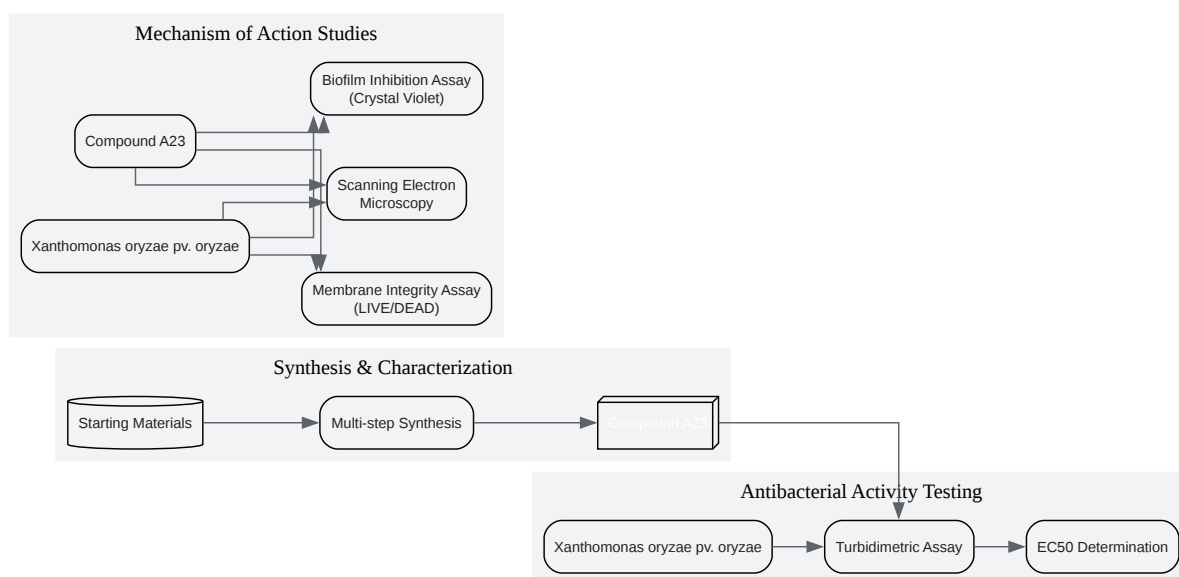 Mechanism of Action Studies
Biofilm Inhibition Assay
(Crystal Violet)
Compound A23
Scanning Electron
Microscopy
Xanthomonas oryzae pv. oryzae
Membrane Integrity Assay
(LIVE/DEAD)
Synthesis & Characterization
Starting Materials
Multi-step Synthesis
Compound A23
Antibacterial Activity Testing
Xanthomonas oryzae pv. oryzae
Turbidimetric Assay
EC50 Determination